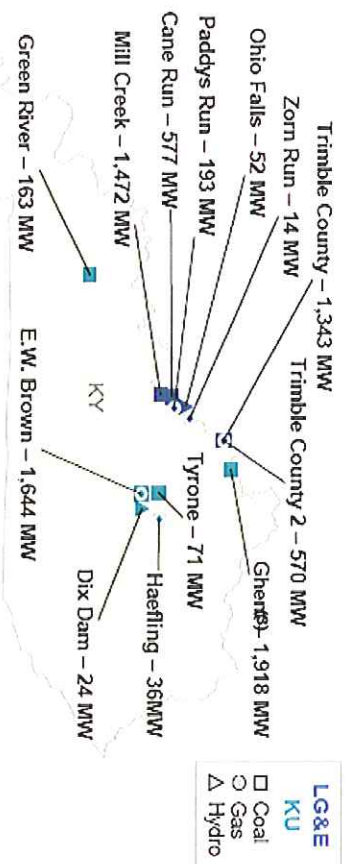 Trimble County – 1,343 MW
Trimble County 2 – 570 MW
Zorn Run – 14 MW
Ohio Falls – 52 MW
Paddys Run – 193 MW
Cane Run – 577 MW
Mill Creek – 1,472 MW
Green River – 163 MW
Ghent – 1,918 MW
Tyrone – 71 MW
Haefling – 36MW
Dix Dam – 24 MW
E.W. Brown – 1,644 MW
KY
LG&E
KU
Coal
Gas
Hydro